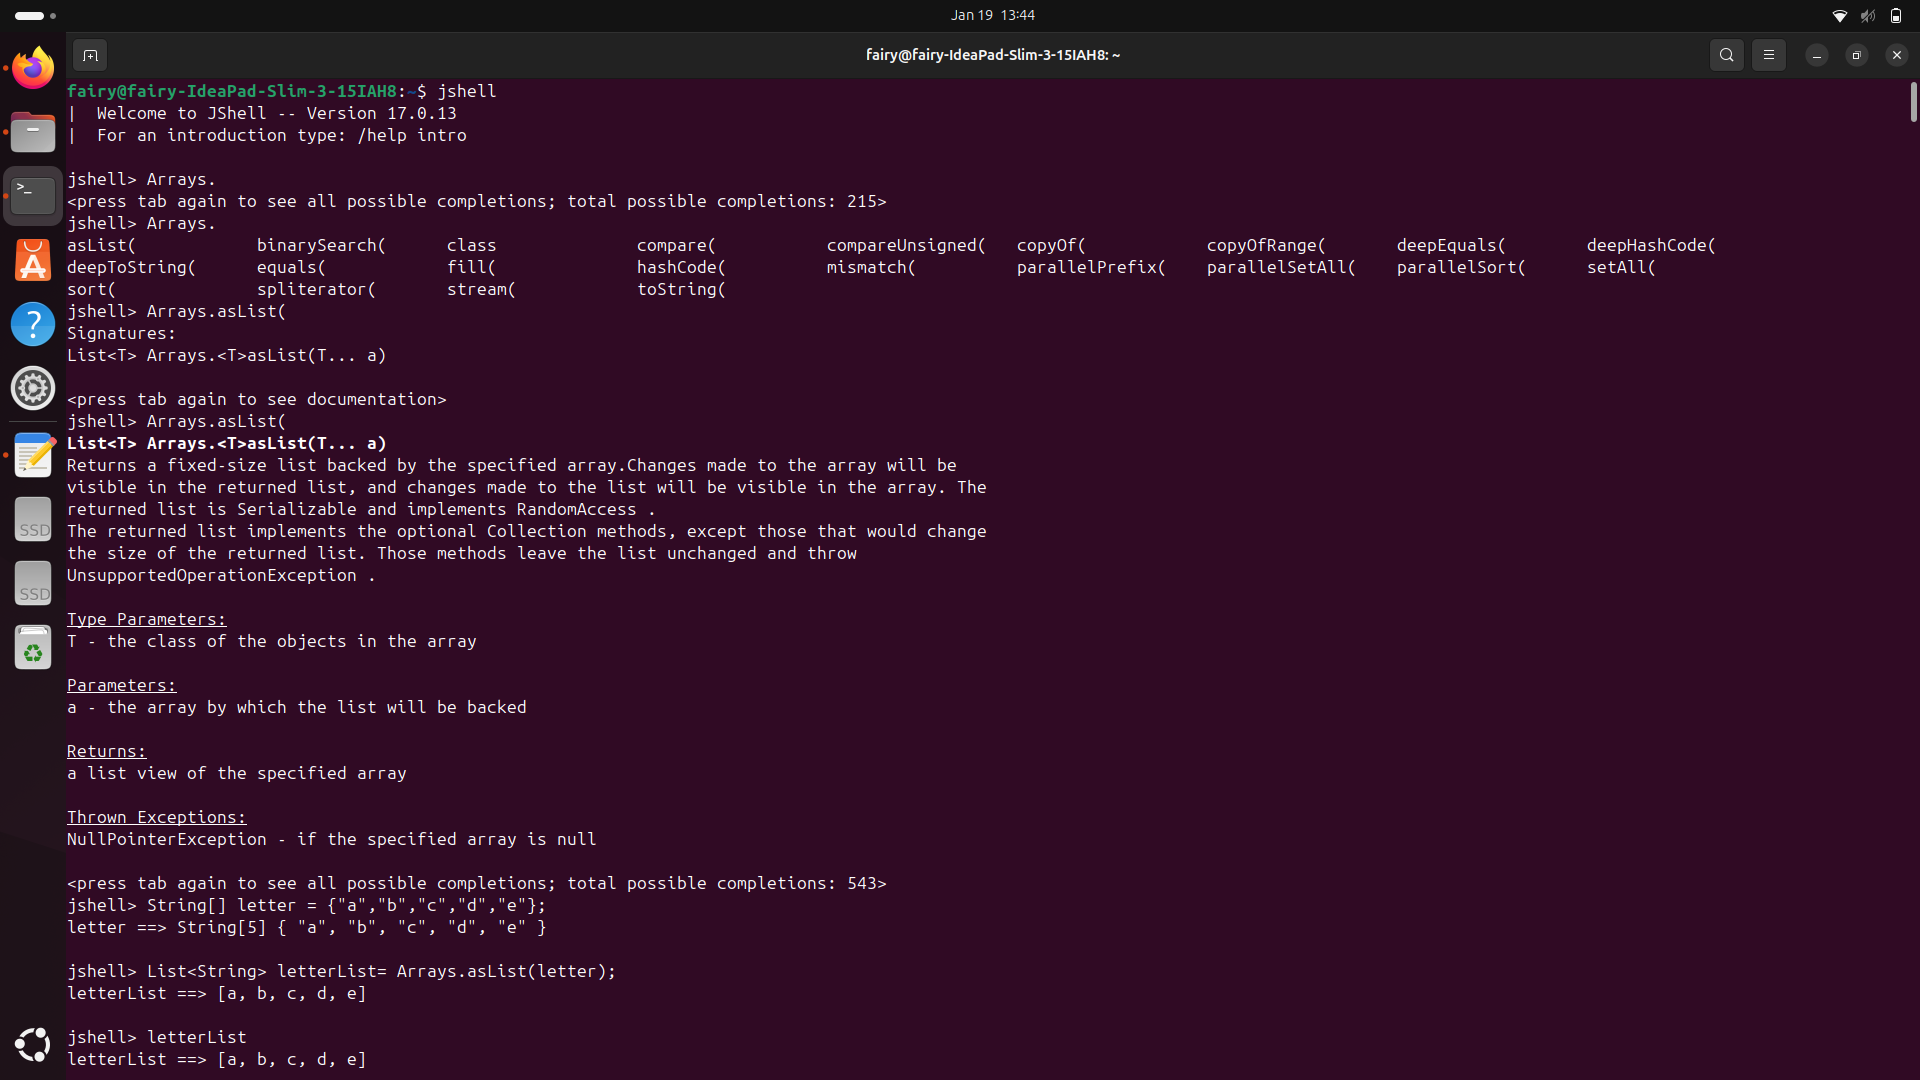 Jan 19 13:44
fairy@fairy-IdeaPad-Slim-3-15IAH8: ~
fairy@fairy-IdeaPad-Slim-3-15IAH8:~$ jshell
|  Welcome to JShell -- Version 17.0.13
|  For an introduction type: /help intro
jshell> Arrays.
<press tab again to see all possible completions; total possible completions: 215>
jshell> Arrays.
asList( binarySearch( class compare( compareUnsigned( copyOf( copyOfRange( deepEquals( deepHashCode(
deepToString( equals( fill( hashCode( mismatch( parallelPrefix( parallelSetAll( parallelSort( setAll(
sort( spliterator( stream( toString(
jshell> Arrays.asList(
Signatures:
List<T> Arrays.<T>asList(T... a)
<press tab again to see documentation>
jshell> Arrays.asList(
List<T> Arrays.<T>asList(T... a)
Returns a fixed-size list backed by the specified array.Changes made to the array will be
visible in the returned list, and changes made to the list will be visible in the array. The
returned list is Serializable and implements RandomAccess .
The returned list implements the optional Collection methods, except those that would change
the size of the returned list. Those methods leave the list unchanged and throw
UnsupportedOperationException .
Type Parameters:
T - the class of the objects in the array
Parameters:
a - the array by which the list will be backed
Returns:
a list view of the specified array
Thrown Exceptions:
NullPointerException - if the specified array is null
<press tab again to see all possible completions; total possible completions: 543>
jshell> String[] letter = {"a","b","c","d","e"};
letter ==> String[5] { "a", "b", "c", "d", "e" }
jshell> List<String> letterList= Arrays.asList(letter);
letterList ==> [a, b, c, d, e]
jshell> letterList
letterList ==> [a, b, c, d, e]
>_
A
?
SSD
SSD